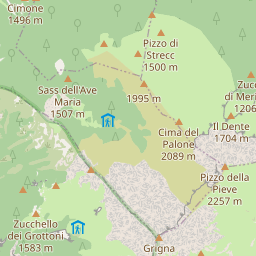 Cimone
1496 m
Pizzo di
Strecc
1500 m
Sass dell'Ave
Maria
1507 m
1995 m
Zucc
di Mer
1206
Cima del
Palone
2089 m
Il Dente
1704 m
Pizzo della
Pieve
2257 m
Zucchello
dei Grottoni
1583 m
Grigna